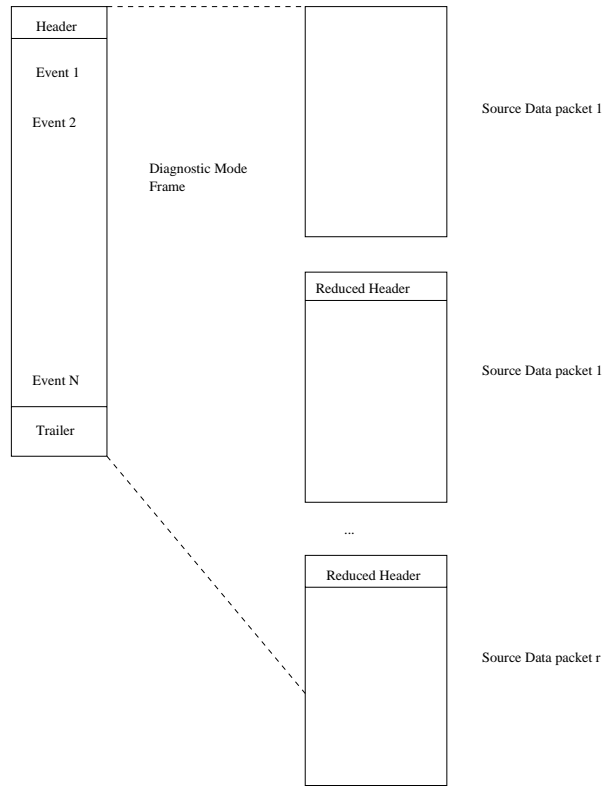 Header
Event 1
Event 2
Event N
Trailer
Diagnostic Mode
Frame
Source Data packet 1
Reduced Header
Source Data packet 1
...
Reduced Header
Source Data packet r